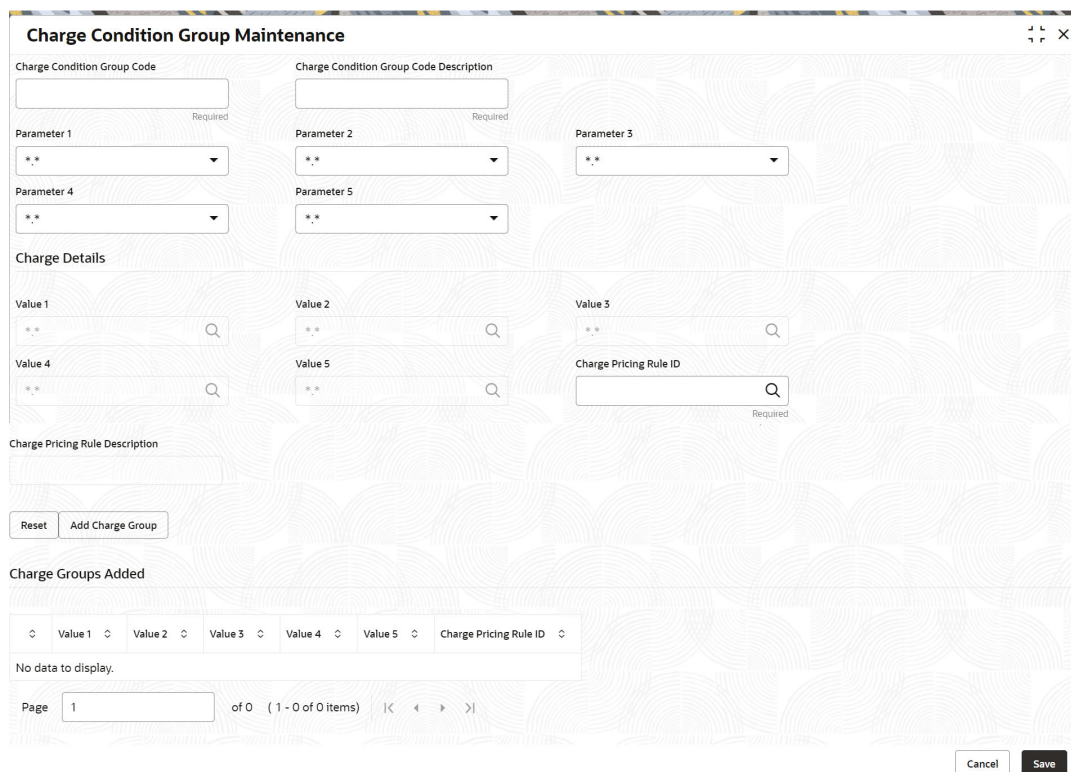 Charge Condition Group Maintenance
Charge Condition Group Code Charge Condition Group Code Description
Required Required
Parameter 1 Parameter 2 Parameter 3
*.* *.* *.*
Parameter 4 Parameter 5
*.* *.*
Charge Details
Value 1 Value 2 Value 3
*.* *.* *.*
Value 4 Value 5 Charge Pricing Rule ID
*.* *.*
Required
Charge Pricing Rule Description
Reset Add Charge Group
Charge Groups Added
Value 1 Value 2 Value 3 Value 4 Value 5 Charge Pricing Rule ID
No data to display.
Page 1 of 0 ( 1 - 0 of 0 items)
Cancel Save